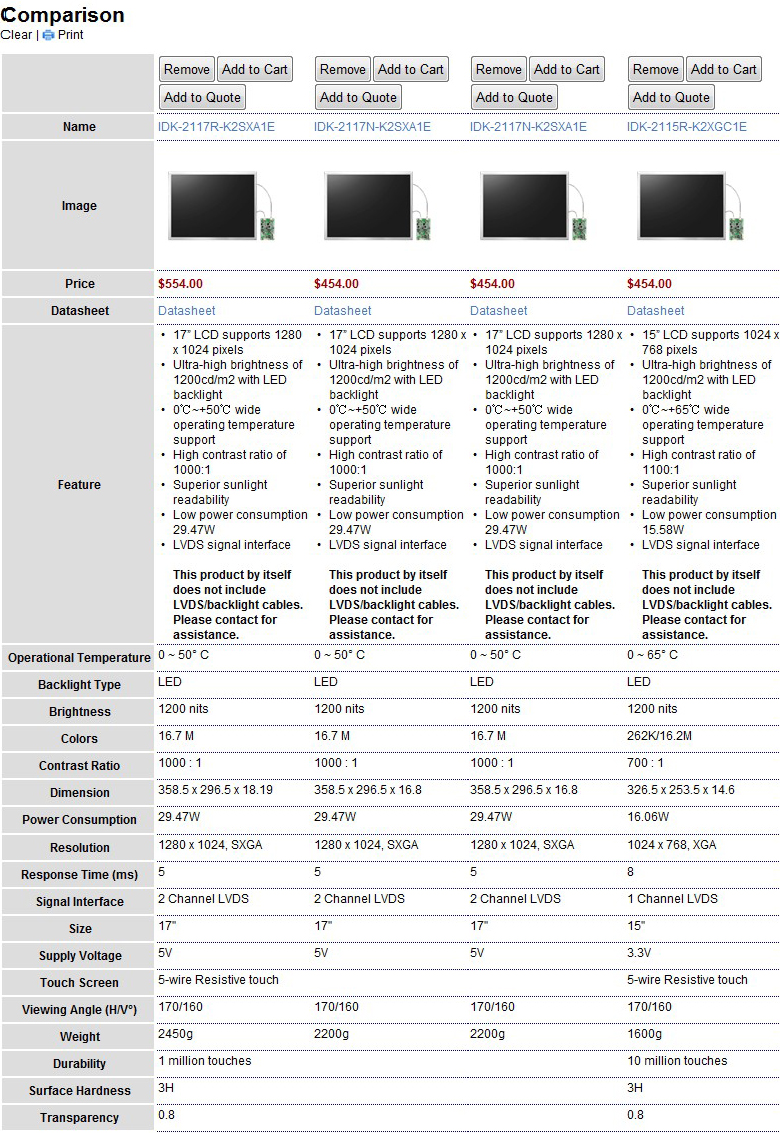 Comparison
Clear | Print
Remove Add to Cart Remove Add to Cart Remove Add to Cart Remove Add to Cart
Add to Quote Add to Quote Add to Quote Add to Quote
Name IDK-2117R-K2SXA1E IDK-2117N-K2SXA1E IDK-2117N-K2SXA1E IDK-2115R-K2XGC1E
Image
Price $554.00 $454.00 $454.00 $454.00
Datasheet Datasheet Datasheet Datasheet Datasheet
Feature
• 17” LCD supports 1280
x 1024 pixels
• Ultra-high brightness of
1200cd/m2 with LED
backlight
• 0℃~+50℃ wide
operating temperature
support
• High contrast ratio of
1000:1
• Superior sunlight
readability
• Low power consumption
29.47W
• LVDS signal interface
This product by itself
does not include
LVDS/backlight cables.
Please contact for
assistance.
• 17” LCD supports 1280 x
1024 pixels
• Ultra-high brightness of
1200cd/m2 with LED
backlight
• 0℃~+50℃ wide
operating temperature
support
• High contrast ratio of
1000:1
• Superior sunlight
readability
• Low power consumption
29.47W
• LVDS signal interface
This product by itself
does not include
LVDS/backlight cables.
Please contact for
assistance.
• 17” LCD supports 1280 x
1024 pixels
• Ultra-high brightness of
1200cd/m2 with LED
backlight
• 0℃~+50℃ wide
operating temperature
support
• High contrast ratio of
1000:1
• Superior sunlight
readability
• Low power consumption
29.47W
• LVDS signal interface
This product by itself
does not include
LVDS/backlight cables.
Please contact for
assistance.
• 15” LCD supports 1024 x
768 pixels
• Ultra-high brightness of
1200cd/m2 with LED
backlight
• 0℃~+65℃ wide
operating temperature
support
• High contrast ratio of
1100:1
• Superior sunlight
readability
• Low power consumption
15.58W
• LVDS signal interface
This product by itself
does not include
LVDS/backlight cables.
Please contact for
assistance.
Operational Temperature 0 ~ 50° C 0 ~ 50° C 0 ~ 50° C 0 ~ 65° C
Backlight Type LED LED LED LED
Brightness 1200 nits 1200 nits 1200 nits 1200 nits
Colors 16.7 M 16.7 M 16.7 M 262K/16.2M
Contrast Ratio 1000 : 1 1000 : 1 1000 : 1 700 : 1
Dimension 358.5 x 296.5 x 18.19 358.5 x 296.5 x 16.8 358.5 x 296.5 x 16.8 326.5 x 253.5 x 14.6
Power Consumption 29.47W 29.47W 29.47W 16.06W
Resolution 1280 x 1024, SXGA 1280 x 1024, SXGA 1280 x 1024, SXGA 1024 x 768, XGA
Response Time (ms) 5 5 5 8
Signal Interface 2 Channel LVDS 2 Channel LVDS 2 Channel LVDS 1 Channel LVDS
Size 17" 17" 17" 15"
Supply Voltage 5V 5V 5V 3.3V
Touch Screen 5-wire Resistive touch 5-wire Resistive touch
Viewing Angle (H/V°) 170/160 170/160 170/160 170/160
Weight 2450g 2200g 2200g 1600g
Durability 1 million touches 10 million touches
Surface Hardness 3H 3H
Transparency 0.8 0.8